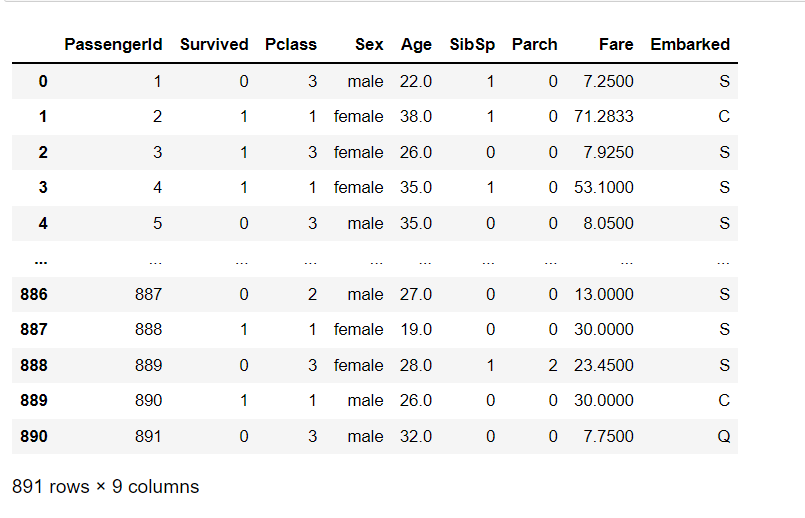 PassengerId Survived Pclass Sex Age SibSp Parch Fare Embarked
0 1 0 3 male 22.0 1 0 7.2500 S
1 2 1 1 female 38.0 1 0 71.2833 C
2 3 1 3 female 26.0 0 0 7.9250 S
3 4 1 1 female 35.0 1 0 53.1000 S
4 5 0 3 male 35.0 0 0 8.0500 S
... ... ... ... ... ... ... ... ... ...
886 887 0 2 male 27.0 0 0 13.0000 S
887 888 1 1 female 19.0 0 0 30.0000 S
888 889 0 3 female 28.0 1 2 23.4500 S
889 890 1 1 male 26.0 0 0 30.0000 C
890 891 0 3 male 32.0 0 0 7.7500 Q
891 rows × 9 columns